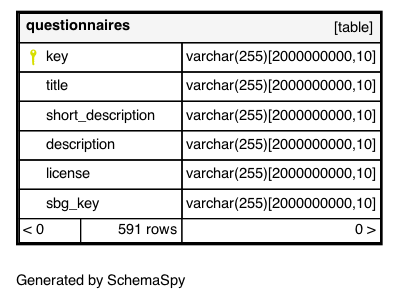 questionnaires [table]
key varchar(255)[2000000000,10]
title varchar(255)[2000000000,10]
short_description varchar(255)[2000000000,10]
description varchar(255)[2000000000,10]
license varchar(255)[2000000000,10]
sbg_key varchar(255)[2000000000,10]
< 0 591 rows 0 >
Generated by SchemaSpy